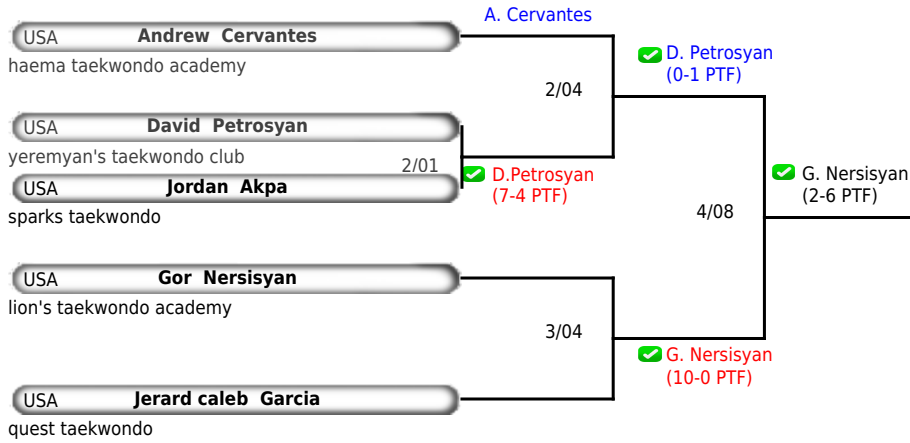 A. Cervantes
USA Andrew Cervantes
haema taekwondo academy
D. Petrosyan
(0-1 PTF)
2/04
USA David Petrosyan
yeremyan's taekwondo club
2/01
D.Petrosyan
(7-4 PTF)
USA Jordan Akpa
sparks taekwondo
G. Nersisyan
(2-6 PTF)
4/08
USA Gor Nersisyan
lion's taekwondo academy
3/04
G. Nersisyan
(10-0 PTF)
USA Jerard caleb Garcia
quest taekwondo